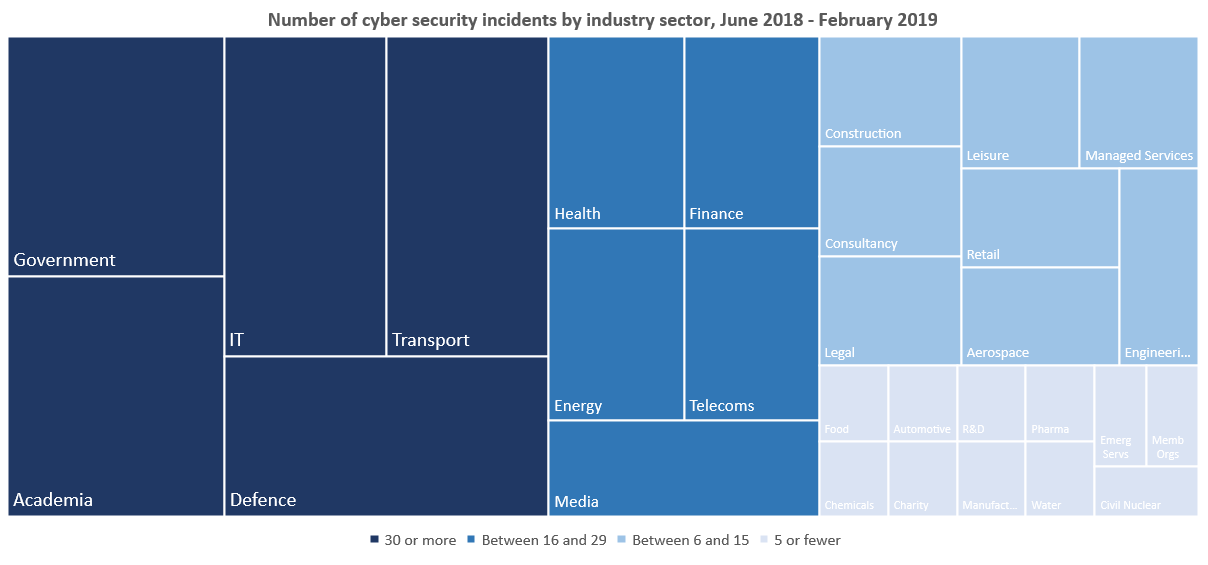 Number of cyber security incidents by industry sector, June 2018 - February 2019
Government
Academia
IT
Transport
Defence
Health
Finance
Energy
Telecoms
Media
Construction
Consultancy
Legal
Leisure
Managed Services
Retail
Aerospace
Engineeri...
Food
Automotive
R&D
Pharma
Emerg
Servs
Memb
Orgs
Chemicals
Charity
Manufact...
Water
Civil Nuclear
30 or more
Between 16 and 29
Between 6 and 15
5 or fewer